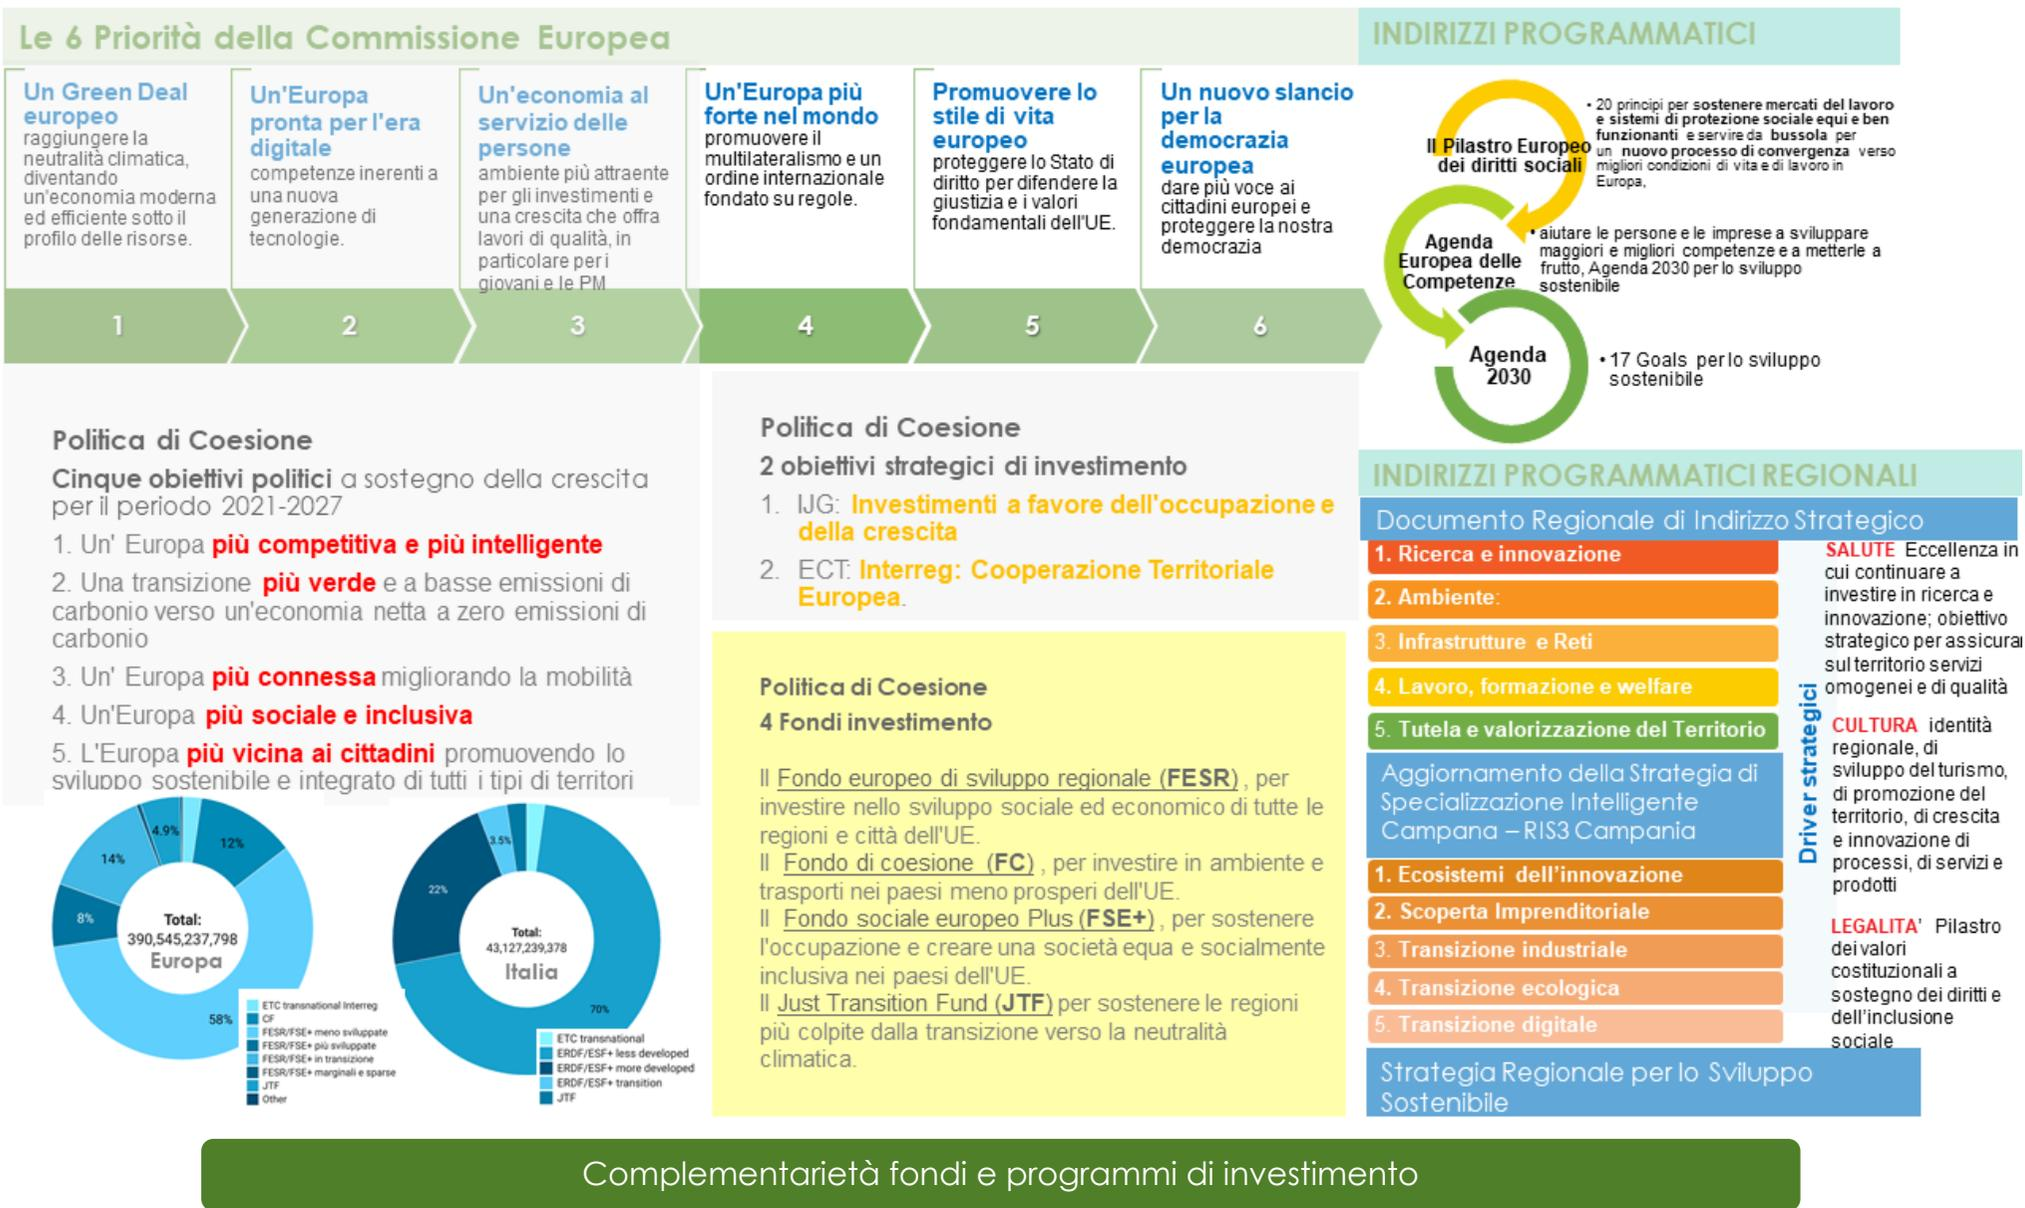 Le 6 Priorità della Commissione Europea
Un Green Deal
europeo
raggiungere la
neutralità climatica,
diventando
un'economia moderna
ed efficiente sotto il
profilo delle risorse.
Un'Europa
pronta per l'era
digitale
competenze inerenti a
una nuova
generazione di
tecnologie.
Un'economia al
servizio delle
persone
ambiente più attraente
per gli investimenti e
una crescita che offra
lavori di qualità, in
particolare per i
giovani e le PM
Un'Europa più
forte nel mondo
promuovere il
multilateralismo e un
ordine internazionale
fondato su regole.
Promuovere lo
stile di vita
europeo
proteggere lo Stato di
diritto per difendere la
giustizia e i valori
fondamentali dell'UE.
Un nuovo slancio
per la
democrazia
europea
dare più voce ai
cittadini europei e
proteggere la nostra
democrazia
1
2
3
4
5
6
Politica di Coesione
Cinque obiettivi politici a sostegno della crescita
per il periodo 2021-2027
1. Un' Europa più competitiva e più intelligente
2. Una transizione più verde e a basse emissioni di
carbonio verso un'economia netta a zero emissioni di
carbonio
3. Un' Europa più connessa migliorando la mobilità
4. Un'Europa più sociale e inclusiva
5. L'Europa più vicina ai cittadini promuovendo lo
sviluppo sostenibile e integrato di tutti i tipi di territori
4.9%
12%
14%
8%
58%
Total:
390,545,237,798
Europa
ETC transnational Interreg
CF
FESR/FSE+ meno sviluppate
FESR/FSE+ più sviluppate
FESR/FSE+ in transizione
FESR/FSE+ marginali e sparse
JTF
Other
3.5%
22%
70%
Total:
43,127,239,378
Italia
ETC transnational
ERDF/ESF+ less developed
ERDF/ESF+ more developed
ERDF/ESF+ transition
JTF
Politica di Coesione
2 obiettivi strategici di investimento
1. IJG: Investimenti a favore dell'occupazione e
della crescita
2. ECT: Interreg: Cooperazione Territoriale
Europea.
Politica di Coesione
4 Fondi investimento
Il Fondo europeo di sviluppo regionale (FESR) , per
investire nello sviluppo sociale ed economico di tutte le
regioni e città dell'UE.
Il Fondo di coesione (FC) , per investire in ambiente e
trasporti nei paesi meno prosperi dell'UE.
Il Fondo sociale europeo Plus (FSE+) , per sostenere
l'occupazione e creare una società equa e socialmente
inclusiva nei paesi dell'UE.
Il Just Transition Fund (JTF) per sostenere le regioni
più colpite dalla transizione verso la neutralità
climatica.
INDIRIZZI PROGRAMMATICI
Il Pilastro Europeo
dei diritti sociali
• 20 principi per sostenere mercati del lavoro
e sistemi di protezione sociale equi e ben
funzionanti e servire da bussola per
un nuovo processo di convergenza verso
migliori condizioni di vita e di lavoro in
Europa,
Agenda
Europea delle
Competenze
• aiutare le persone e le imprese a sviluppare
maggiori e migliori competenze e a metterle a
frutto, Agenda 2030 per lo sviluppo
sostenibile
Agenda
2030
• 17 Goals per lo sviluppo
sostenibile
INDIRIZZI PROGRAMMATICI REGIONALI
Documento Regionale di Indirizzo Strategico
1. Ricerca e innovazione
2. Ambiente:
3. Infrastrutture e Reti
4. Lavoro, formazione e welfare
5. Tutela e valorizzazione del Territorio
Aggiornamento della Strategia di
Specializzazione Intelligente
Campana – RIS3 Campania
1. Ecosistemi dell'innovazione
2. Scoperta Imprenditoriale
3. Transizione industriale
4. Transizione ecologica
5. Transizione digitale
Strategia Regionale per lo Sviluppo
Sostenibile
Driver strategici
SALUTE Eccellenza in
cui continuare a
investire in ricerca e
innovazione; obiettivo
strategico per assicurar
sul territorio servizi
omogenei e di qualità
CULTURA identità
regionale, di
sviluppo del turismo,
di promozione del
territorio, di crescita
e innovazione di
processi, di servizi e
prodotti
LEGALITA' Pilastro
dei valori
costituzionali a
sostegno dei diritti e
dell'inclusione
sociale
Complementarietà fondi e programmi di investimento